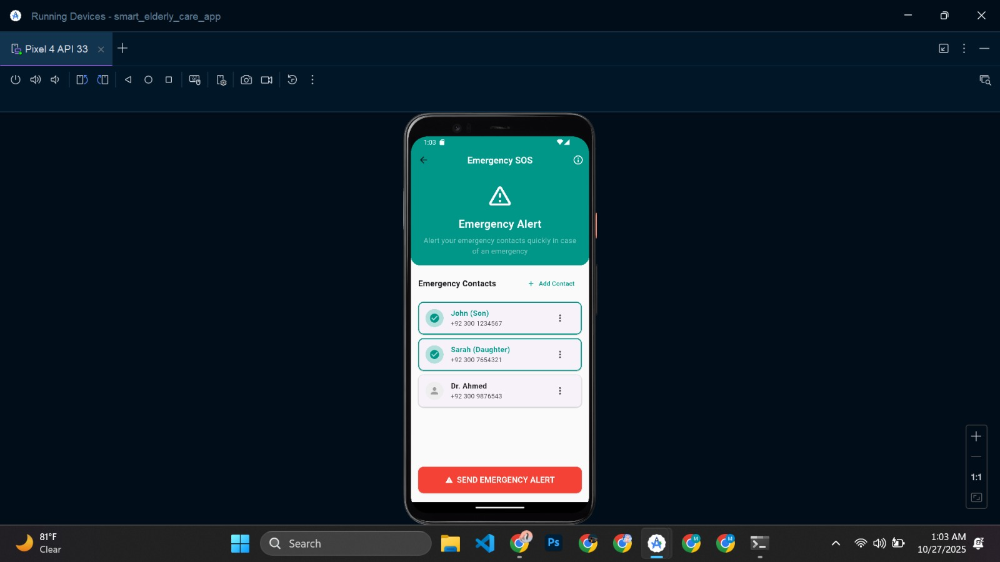 Running Devices - smart_elderly_care_app
Pixel 4 API 33
1:03
Emergency SOS
Emergency Alert
Alert your emergency contacts quickly in case
of an emergency
Emergency Contacts
+ Add Contact
John (Son)
+92 300 1234567
Sarah (Daughter)
+92 300 7654321
Dr. Ahmed
+92 300 9876543
SEND EMERGENCY ALERT
1:1
81°F
Clear
Search
Ps
M
M
1:03 AM
10/27/2025